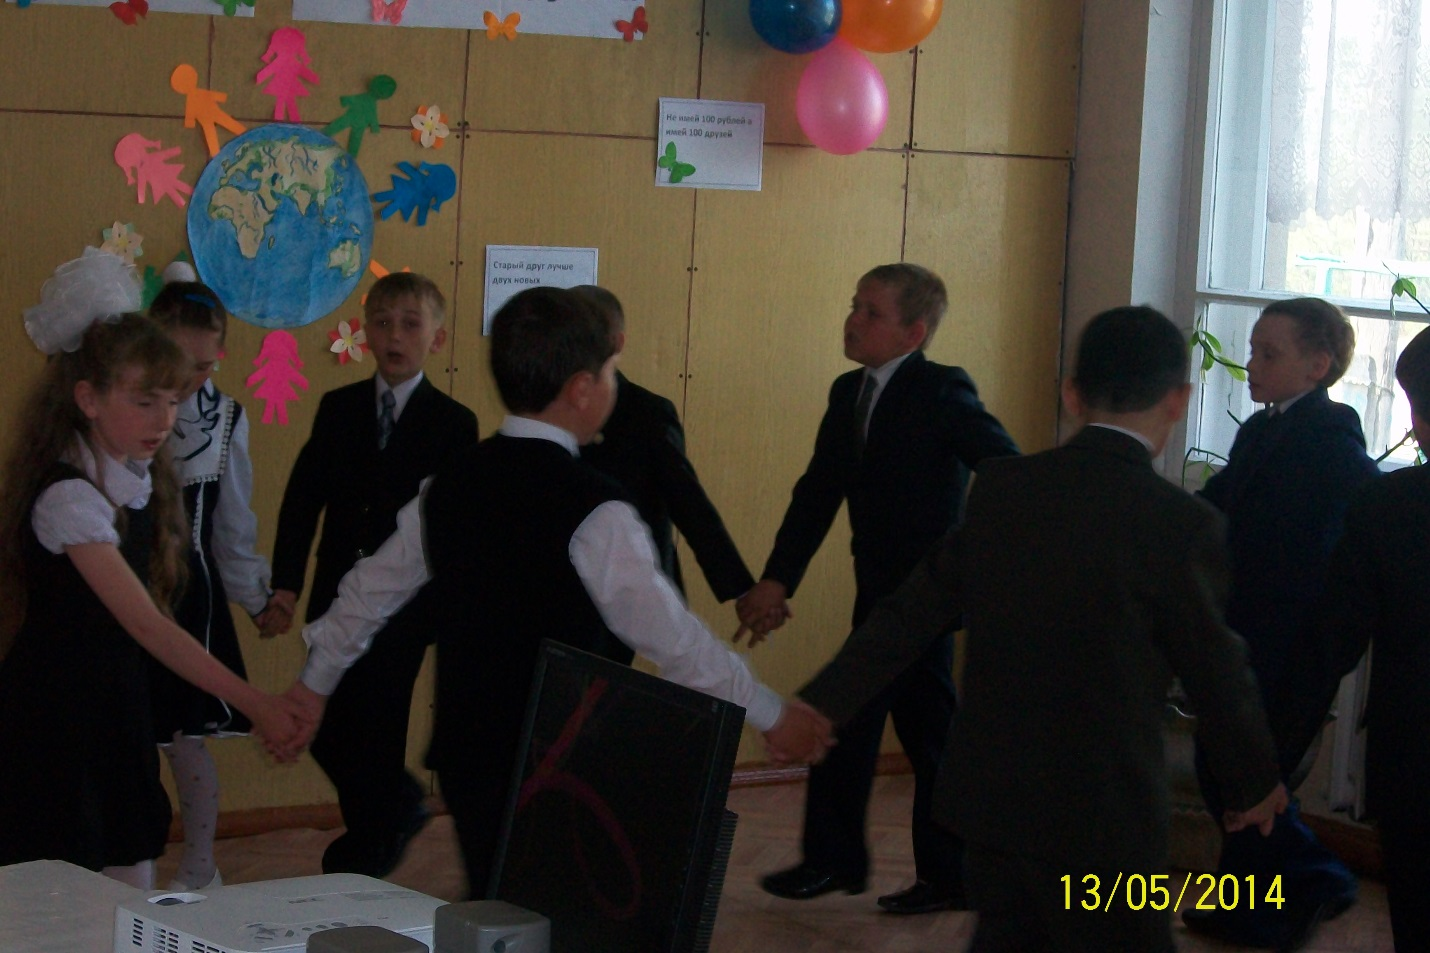 Не имей 100 рублей а
имей 100 друзей
Старый друг лучше
двух новых
13/05/2014